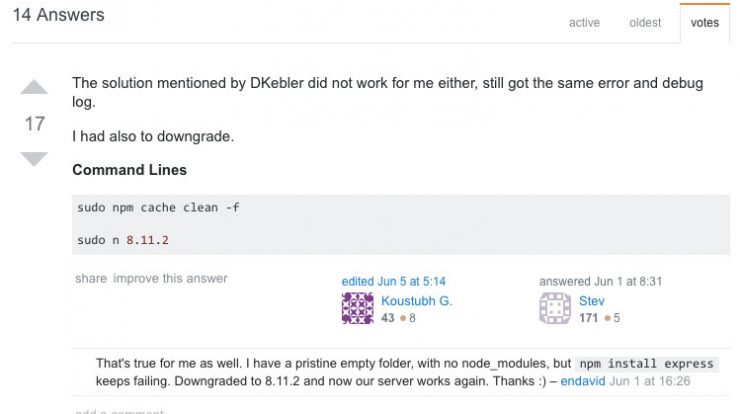 14 Answers
active oldest votes
The solution mentioned by DKebler did not work for me either, still got the same error and debug
log.
17
I had also to downgrade.
Command Lines
sudo npm cache clean -f
sudo n 8.11.2
share improve this answer
edited Jun 5 at 5:14
Koustubh G.
43 ● 8
answered Jun 1 at 8:31
Stev
171 ● 5
That's true for me as well. I have a pristine empty folder, with no node_modules, but npm install express
keeps failing. Downgraded to 8.11.2 and now our server works again. Thanks :) – endavid Jun 1 at 16:26
add a comment